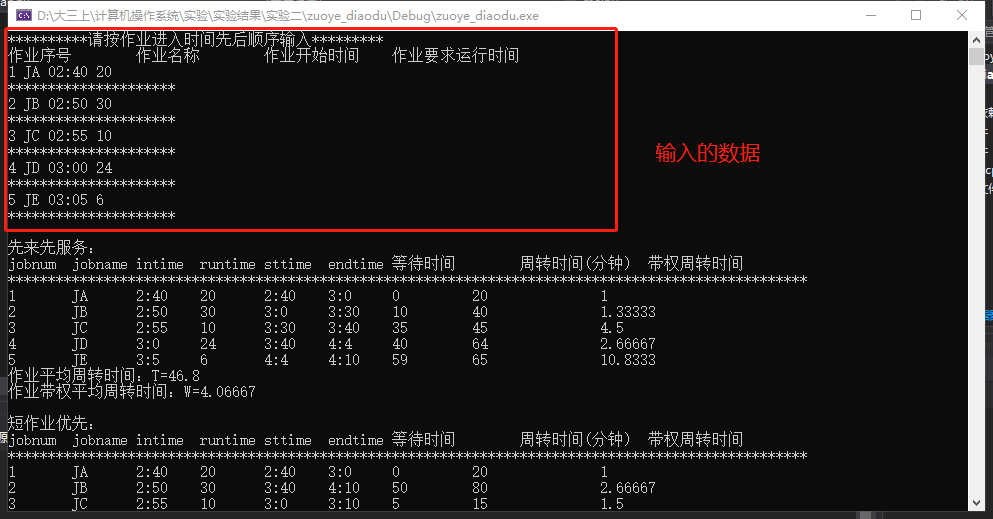 D:\大三上\计算机操作系统\实验\实验结果\实验二\zuoye_diaodu\Debug\zuoye_diaodu.exe
**********请按作业进入时间先后顺序输入*********
作业序号 作业名称 作业开始时间 作业要求运行时间
1 JA 02:40 20
*********************
2 JB 02:50 30
*********************
3 JC 02:55 10
*********************
4 JD 03:00 24
*********************
5 JE 03:05 6
*********************
输入的数据
先来先服务:
jobnum jobname intime runtime sttime endtime 等待时间 周转时间(分钟) 带权周转时间
****************************************************************************************************
1 JA 2:40 20 2:40 3:0 0 20 1
2 JB 2:50 30 3:0 3:30 10 40 1.33333
3 JC 2:55 10 3:30 3:40 35 45 4.5
4 JD 3:0 24 3:40 4:4 40 64 2.66667
5 JE 3:5 6 4:4 4:10 59 65 10.8333
作业平均周转时间: T=46.8
作业带权平均周转时间: W=4.06667
短作业优先:
jobnum jobname intime runtime sttime endtime 等待时间 周转时间(分钟) 带权周转时间
****************************************************************************************************
1 JA 2:40 20 2:40 3:0 0 20 1
2 JB 2:50 30 3:40 4:10 50 80 2.66667
3 JC 2:55 10 3:0 3:10 5 15 1.5